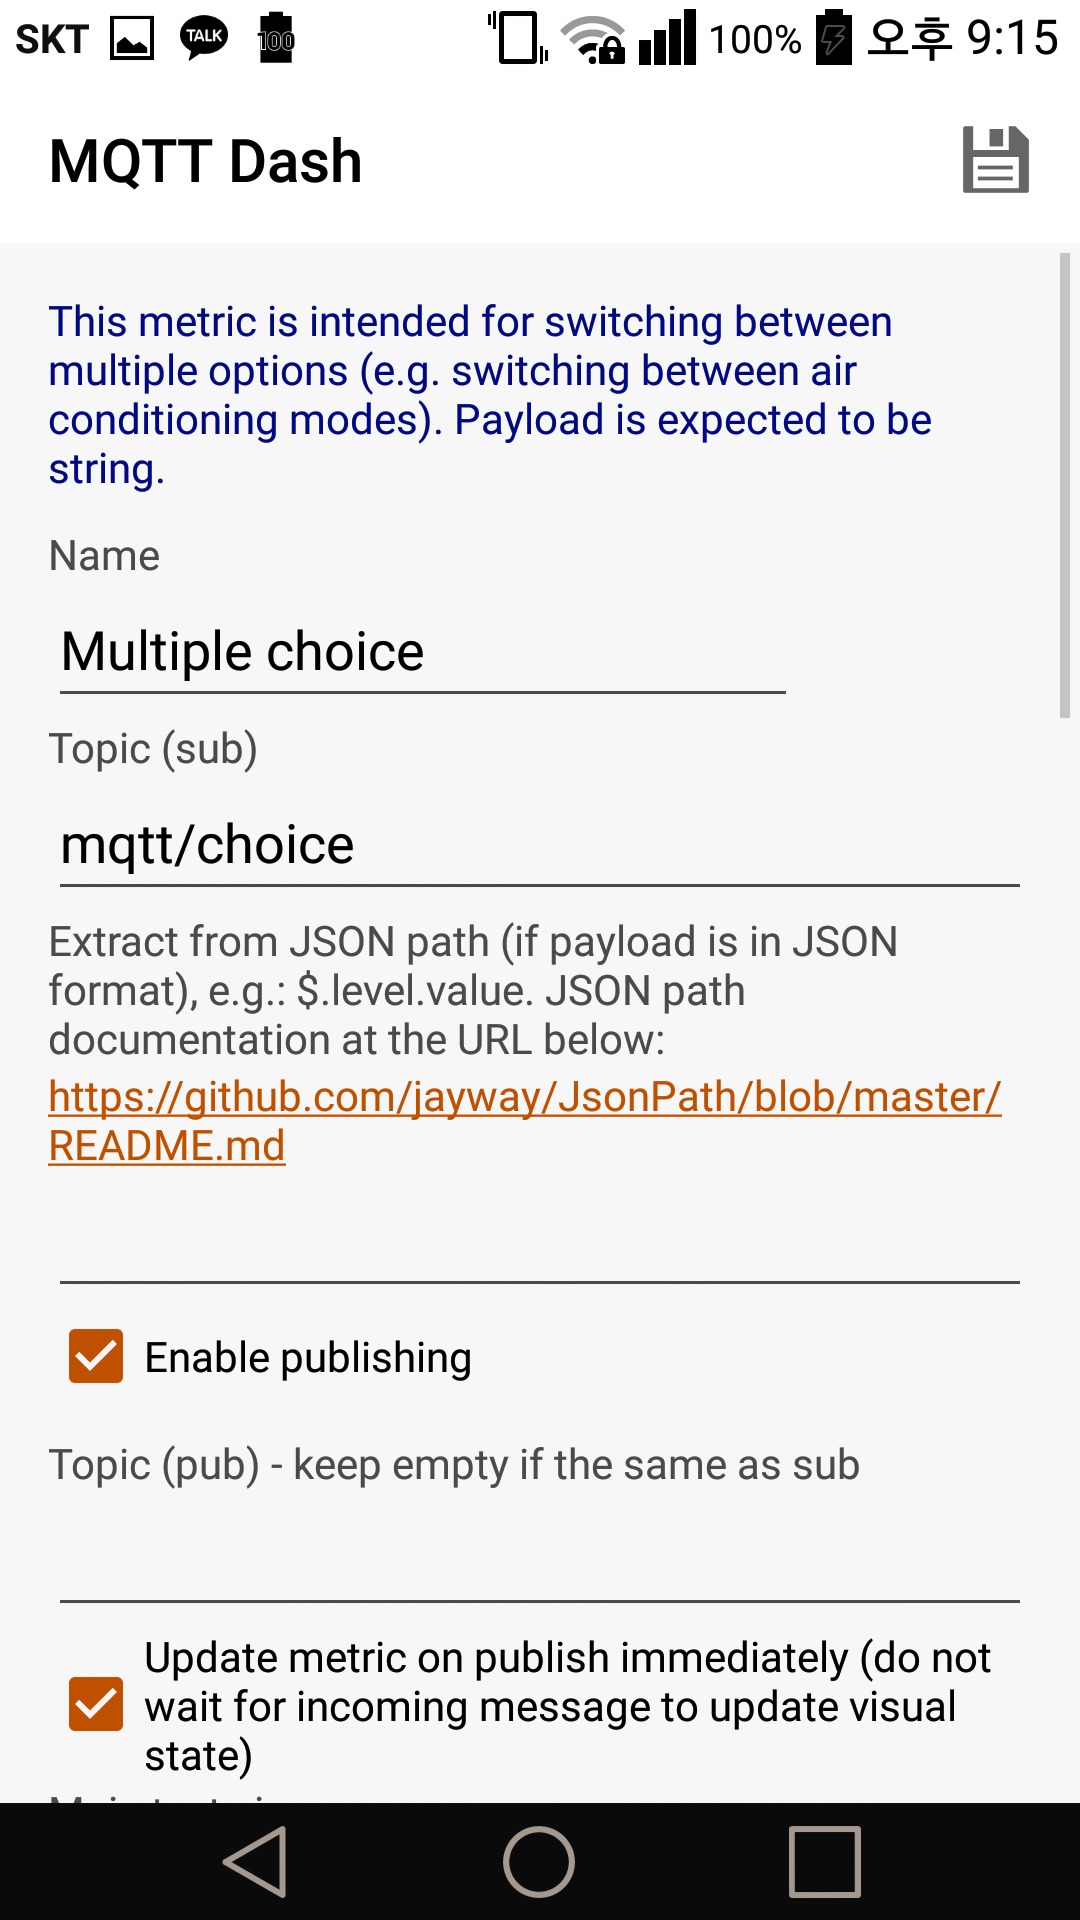 SKT TALK 100 100% 오후 9:15
MQTT Dash
This metric is intended for switching between
multiple options (e.g. switching between air
conditioning modes). Payload is expected to be
string.
Name
Multiple choice
Topic (sub)
mqtt/choice
Extract from JSON path (if payload is in JSON
format), e.g.: $.level.value. JSON path
documentation at the URL below:
https://github.com/jayway/JsonPath/blob/master/
README.md
Enable publishing
Topic (pub) - keep empty if the same as sub
Update metric on publish immediately (do not
wait for incoming message to update visual
state)